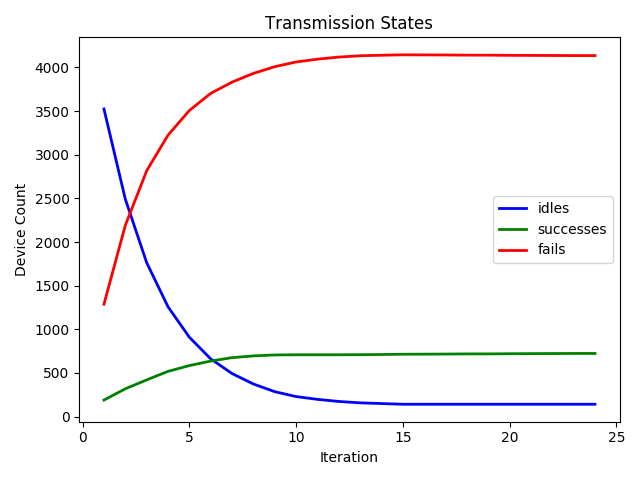 Transmission States
Device Count
4000
3500
3000
2500
2000
1500
1000
500
0
idles
successes
fails
0 5 10 15 20 25
Iteration